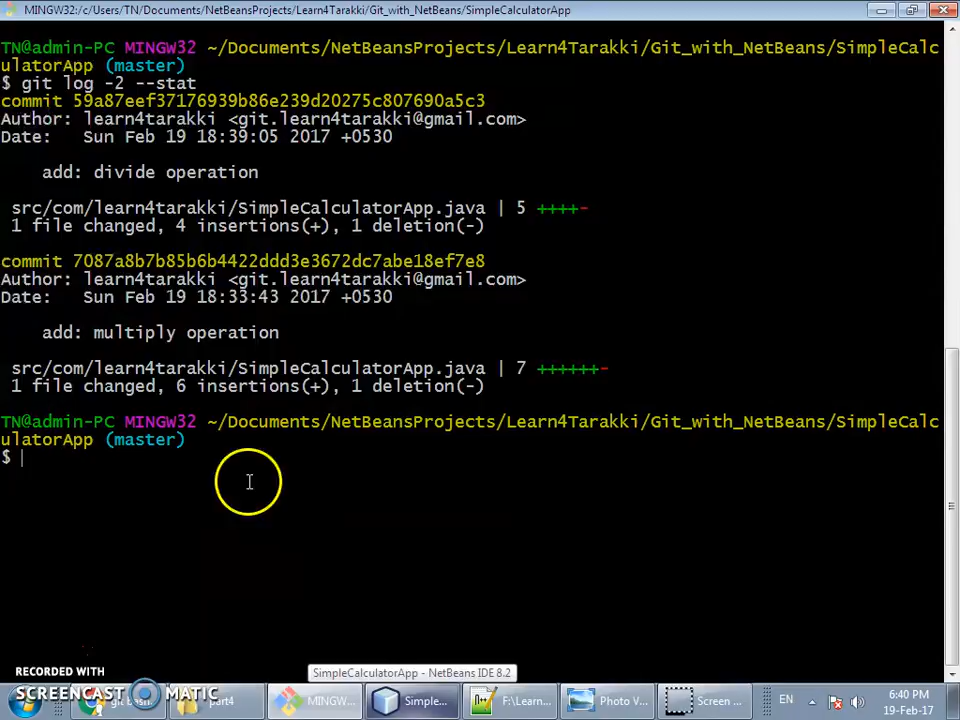 MINGW32:/c/Users/TN/Documents/NetBeansProjects/Learn4Tarakki/Git_with_NetBeans/SimpleCalculatorApp
TN@admin-PC MINGW32 ~/Documents/NetBeansProjects/Learn4Tarakki/Git_with_NetBeans/SimpleCalc
ulatorApp (master)
$ git log -2 --stat
commit 59a87eef37176939b86e239d20275c807690a5c3
Author: learn4tarakki <git.learn4tarakki@gmail.com>
Date:   Sun Feb 19 18:39:05 2017 +0530
add: divide operation
src/com/learn4tarakki/SimpleCalculatorApp.java | 5 ++++-
1 file changed, 4 insertions(+), 1 deletion(-)
commit 7087a8b7b85b6b4422ddd3e3672dc7abe18ef7e8
Author: learn4tarakki <git.learn4tarakki@gmail.com>
Date:   Sun Feb 19 18:33:43 2017 +0530
add: multiply operation
src/com/learn4tarakki/SimpleCalculatorApp.java | 7 ++++++-
1 file changed, 6 insertions(+), 1 deletion(-)
TN@admin-PC MINGW32 ~/Documents/NetBeansProjects/Learn4Tarakki/Git_with_NetBeans/SimpleCalc
ulatorApp (master)
$
RECORDED WITH
SCREENCAST MATIC
SimpleCalculatorApp - NetBeans IDE 8.2
git Bash
part4
MINGW...
Simple...
F:\Learn...
Photo V...
Screen ...
EN
6:40 PM
19-Feb-17